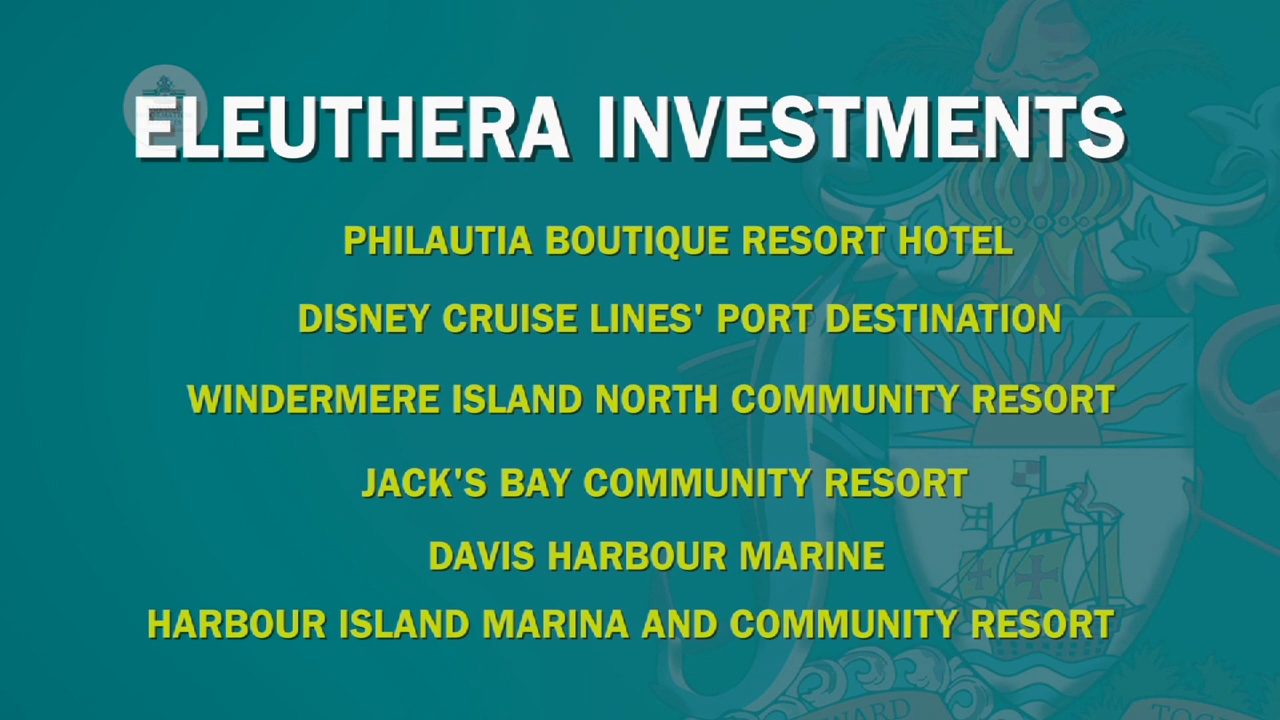 ELEUTHERA INVESTMENTS
PHILAUTIA BOUTIQUE RESORT HOTEL
DISNEY CRUISE LINES' PORT DESTINATION
WINDERMERE ISLAND NORTH COMMUNITY RESORT
JACK'S BAY COMMUNITY RESORT
DAVIS HARBOUR MARINE
HARBOUR ISLAND MARINA AND COMMUNITY RESORT